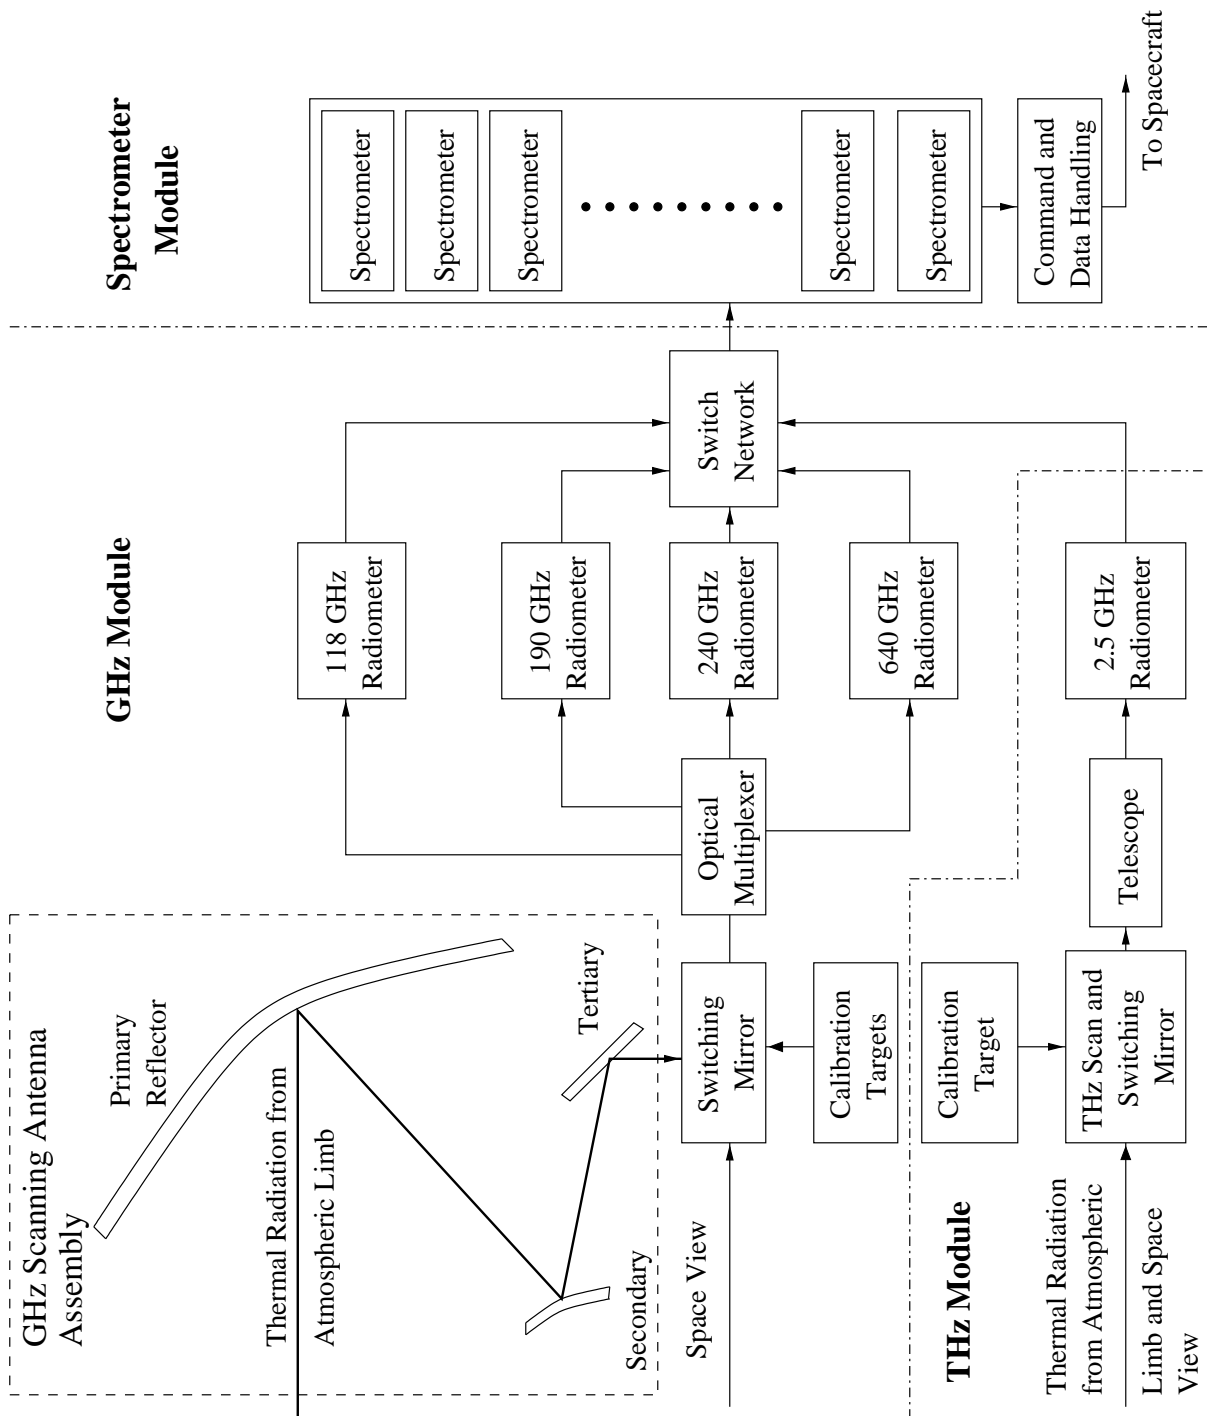 GHz Scanning Antenna
Assembly
Primary
Reflector
Thermal Radiation from
Atmospheric Limb
Secondary
Tertiary
Space View
Switching
Mirror
Calibration
Targets
Optical
Multiplexer
GHz Module
118 GHz
Radiometer
190 GHz
Radiometer
240 GHz
Radiometer
640 GHz
Radiometer
Switch
Network
THz Module
Thermal Radiation
from Atmospheric
Limb and Space
View
Calibration
Target
THz Scan and
Switching
Mirror
Telescope
2.5 GHz
Radiometer
Spectrometer
Module
Spectrometer
Spectrometer
Spectrometer
Spectrometer
Spectrometer
Command and
Data Handling
To Spacecraft